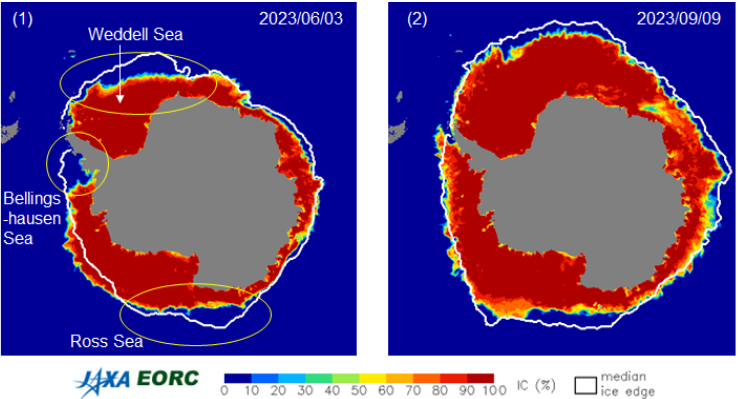 (1)
2023/06/03
Weddell Sea
Bellings
-hausen
Sea
Ross Sea
(2)
2023/09/09
JAXA EORC
0 10 20 30 40 50 60 70 80 90 100 IC (%)
median
ice edge